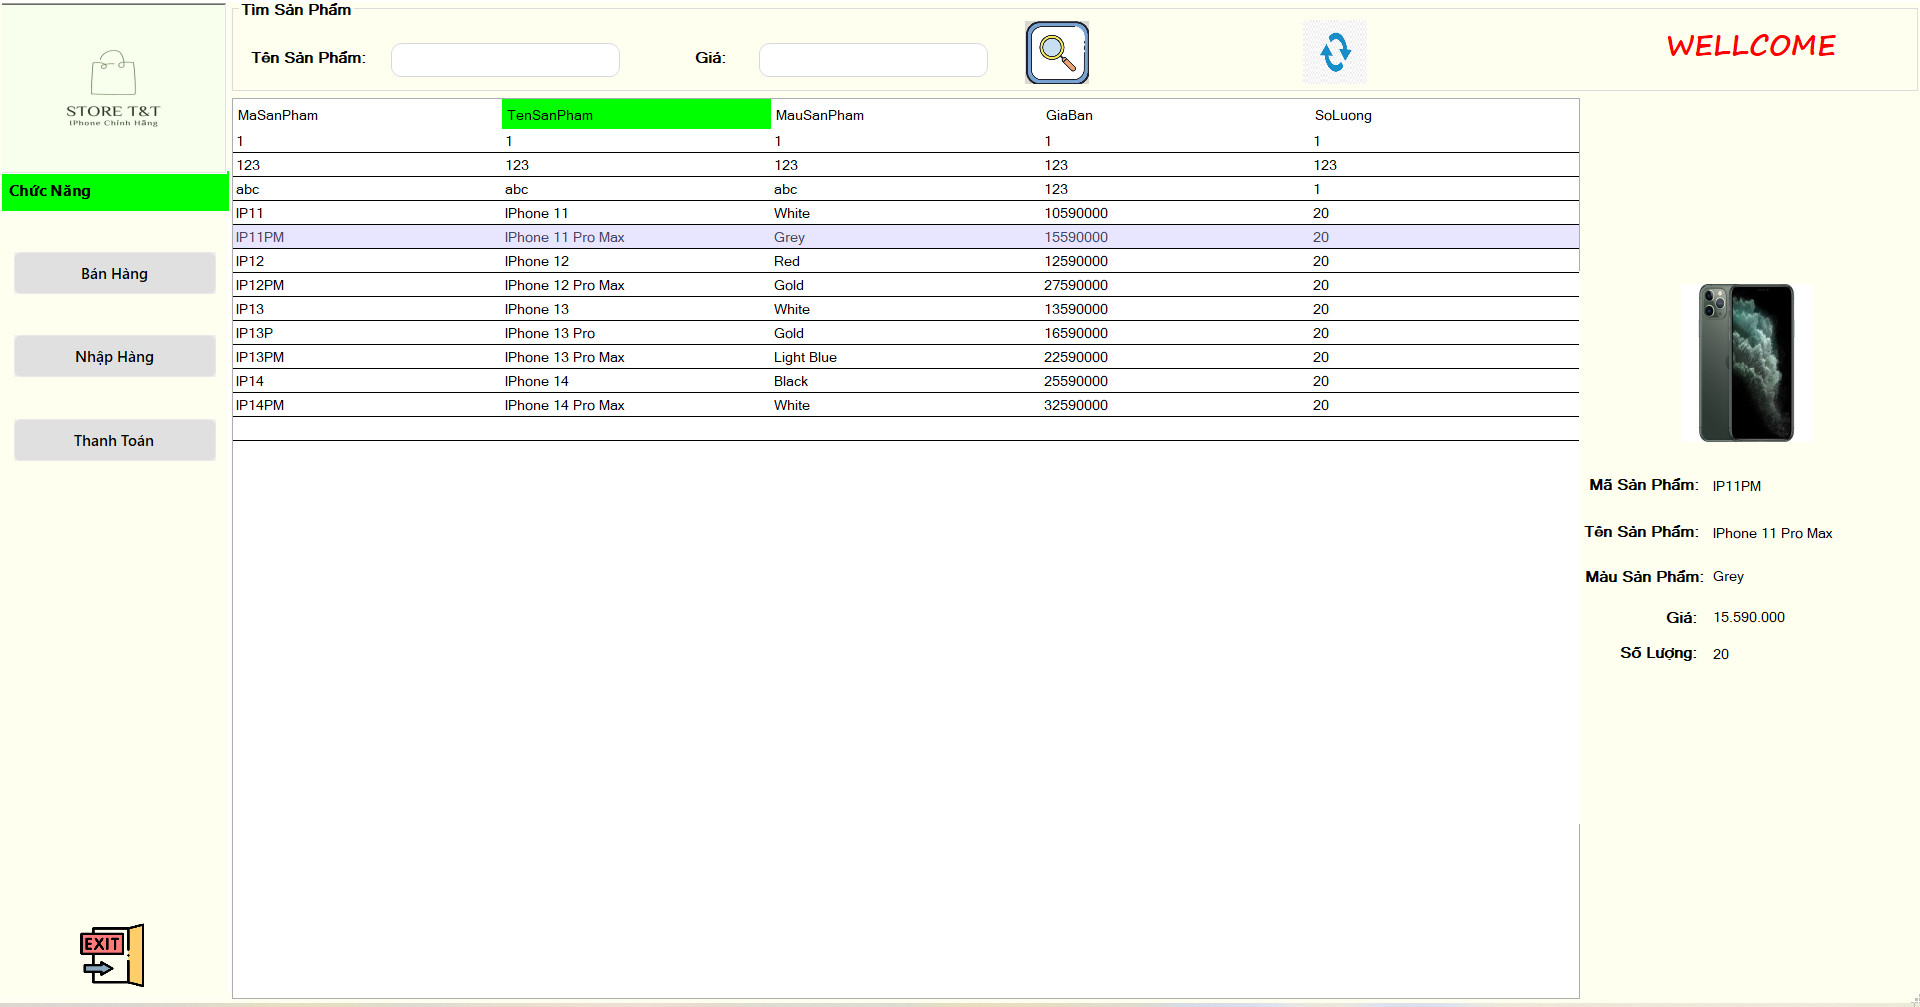 Tìm Sản Phẩm
Tên Sản Phẩm: Giá: WELLCOME
STORE T&T
IPhone Chính Hãng
Chức Năng
Bán Hàng
Nhập Hàng
Thanh Toán
EXIT
MaSanPham TenSanPham MauSanPham GiaBan SoLuong
1 1 1 1 1
123 123 123 123 123
abc abc abc 123 1
IP11 IPhone 11 White 10590000 20
IP11PM IPhone 11 Pro Max Grey 15590000 20
IP12 IPhone 12 Red 12590000 20
IP12PM IPhone 12 Pro Max Gold 27590000 20
IP13 IPhone 13 White 13590000 20
IP13P IPhone 13 Pro Gold 16590000 20
IP13PM IPhone 13 Pro Max Light Blue 22590000 20
IP14 IPhone 14 Black 25590000 20
IP14PM IPhone 14 Pro Max White 32590000 20
Mã Sản Phẩm: IP11PM
Tên Sản Phẩm: IPhone 11 Pro Max
Màu Sản Phẩm: Grey
Giá: 15.590.000
Số Lượng: 20